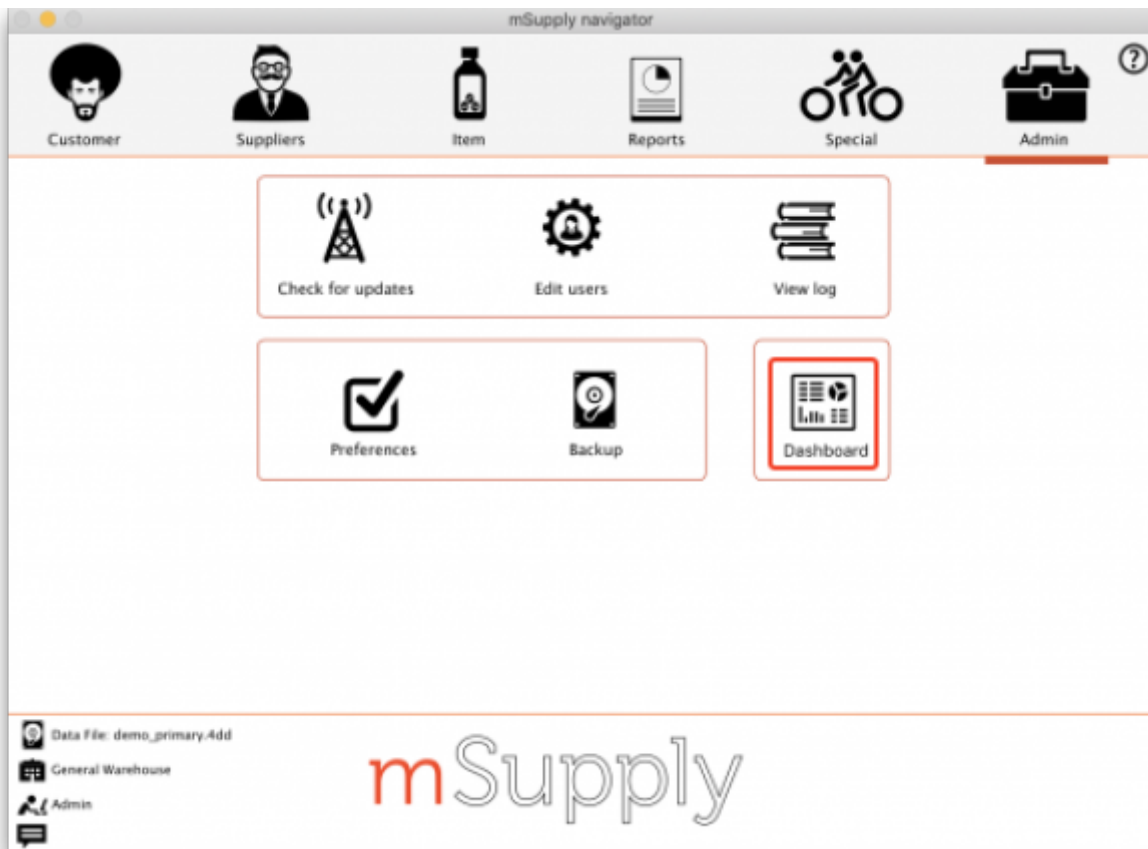 mSupply navigator
Customer Suppliers Item Reports Special Admin ?
Check for updates Edit users View log
Preferences Backup Dashboard
Data File: demo_primary.4dd
General Warehouse
Admin
mSupply